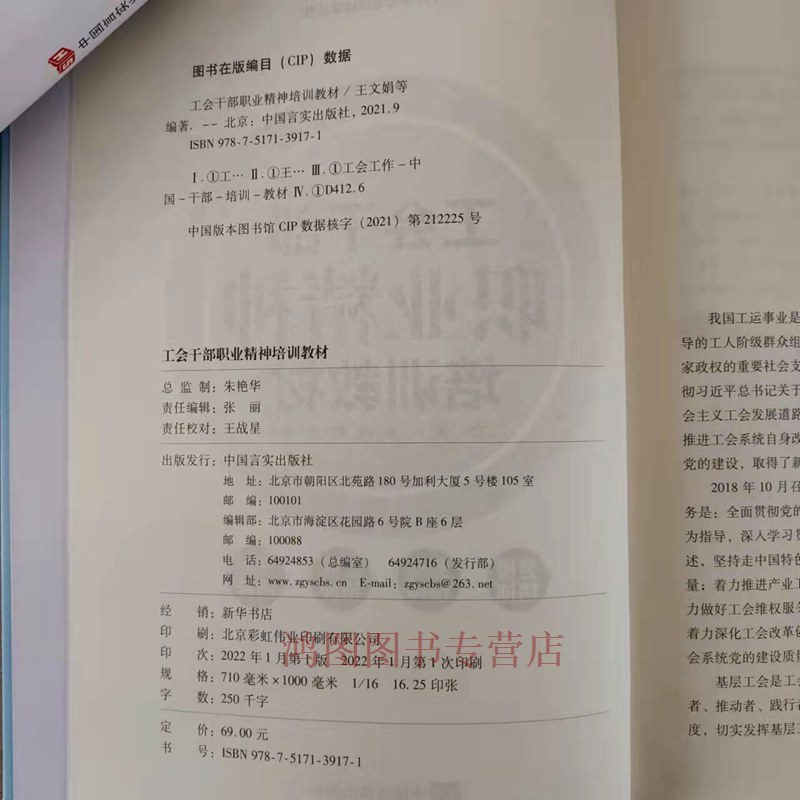 中国言实
图书在版编目（CIP）数据
工会干部职业精神培训教材 / 王文娟等
编著. -- 北京：中国言实出版社，2021.9
ISBN 978-7-5171-3917-1
Ⅰ.①工… Ⅱ.①王… Ⅲ.①工会工作－中
国－干部－培训－教材 Ⅳ.①D412.6
中国版本图书馆 CIP 数据核字（2021）第 212225 号
工会干部职业精神培训教材
总 监 制：朱艳华
责任编辑：张 丽
责任校对：王战星
出版发行：中国言实出版社
地 址：北京市朝阳区北苑路 180 号加利大厦 5 号楼 105 室
邮 编：100101
编辑部：北京市海淀区花园路 6 号院 B 座 6 层
邮 编：100088
电 话：64924853（总编室） 64924716（发行部）
网 址：www.zgyscbs.cn E-mail：zgyscbs@263.net
经 销：新华书店
印 刷：北京彩虹伟业印刷有限公司
印 次：2022 年 1 月第 1 版 2022 年 1 月第 1 次印刷
规 格：710 毫米×1000 毫米 1/16 16.25 印张
字 数：250 千字
定 价：69.00 元
书 号：ISBN 978-7-5171-3917-1
鸿图图书专营店
我国工运事业是
导的工人阶级群众组
家政权的重要社会支
彻习近平总书记关于
会主义工会发展道路
推进工会系统自身改
党的建设，取得了新
2018 年 10 月召
务是：全面贯彻党的
为指导，深入学习贯
述，坚持走中国特色
量；着力推进产业工
力做好工会维权服务
着力深化工会改革创
会系统党的建设质量
基层工会是工会
者、推动者、践行者
度，切实发挥基层工